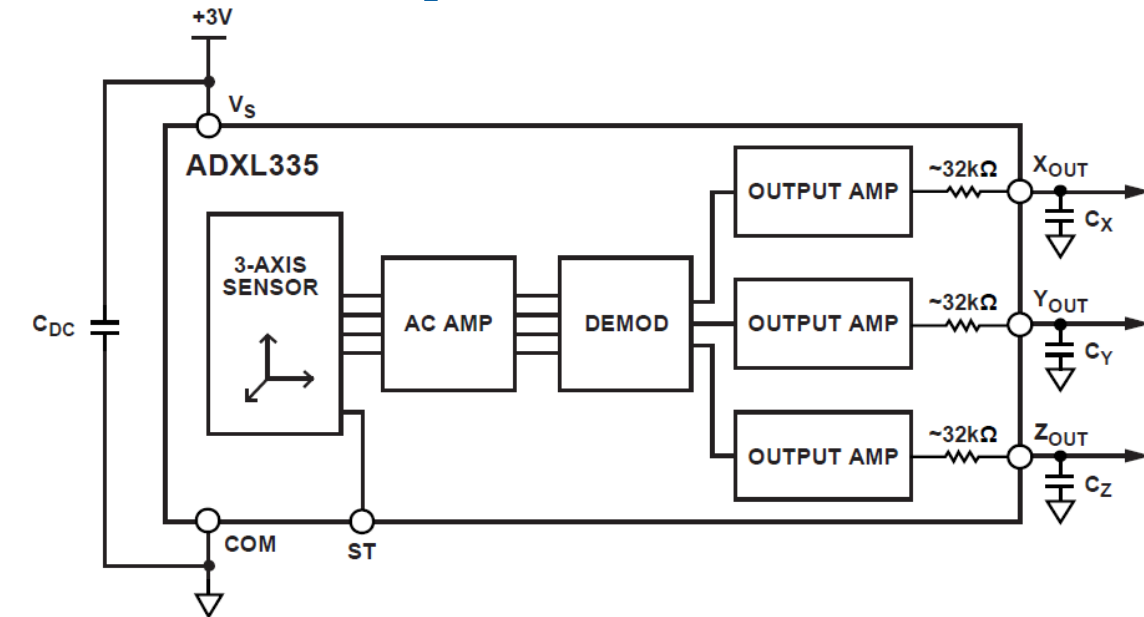 +3V
VS
ADXL335
3-AXIS
SENSOR
AC AMP
DEMOD
OUTPUT AMP
~32kΩ
XOUT
CX
OUTPUT AMP
~32kΩ
YOUT
CY
OUTPUT AMP
~32kΩ
ZOUT
CZ
CDC
COM
ST